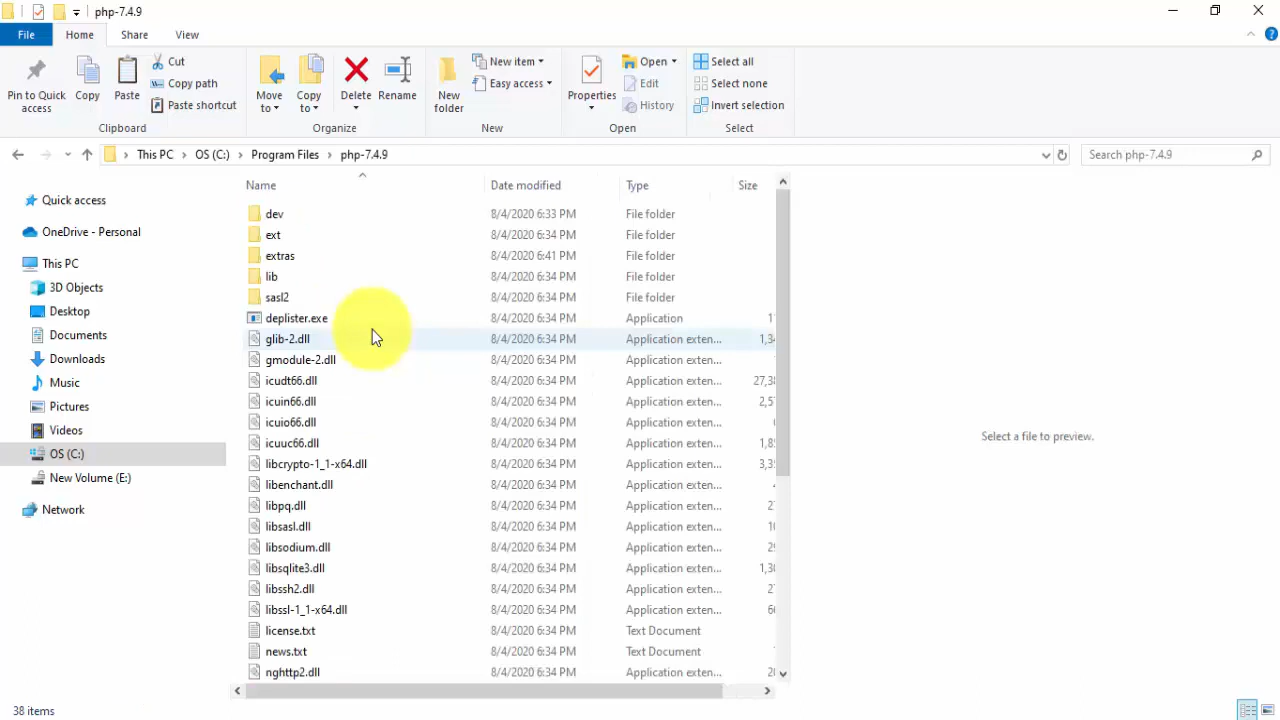 php-7.4.9
File Home Share View
Pin to Quick access
Copy
Paste
Cut
Copy path
Paste shortcut
Clipboard
Move to
Copy to
Delete
Rename
Organize
New folder
New item
Easy access
New
Properties
Open
Edit
History
Open
Select all
Select none
Invert selection
Select
This PC OS (C:) Program Files php-7.4.9
Search php-7.4.9
Quick access
OneDrive - Personal
This PC
3D Objects
Desktop
Documents
Downloads
Music
Pictures
Videos
OS (C:)
New Volume (E:)
Network
Name Date modified Type Size
dev 8/4/2020 6:33 PM File folder
ext 8/4/2020 6:34 PM File folder
extras 8/4/2020 6:41 PM File folder
lib 8/4/2020 6:34 PM File folder
sasl2 8/4/2020 6:34 PM File folder
deplister.exe 8/4/2020 6:34 PM Application
glib-2.dll 8/4/2020 6:34 PM Application exten...
gmodule-2.dll 8/4/2020 6:34 PM Application exten...
icudt66.dll 8/4/2020 6:34 PM Application exten...
icuin66.dll 8/4/2020 6:34 PM Application exten...
icuio66.dll 8/4/2020 6:34 PM Application exten...
icuuc66.dll 8/4/2020 6:34 PM Application exten...
libcrypto-1_1-x64.dll 8/4/2020 6:34 PM Application exten...
libenchant.dll 8/4/2020 6:34 PM Application exten...
libpq.dll 8/4/2020 6:34 PM Application exten...
libsasl.dll 8/4/2020 6:34 PM Application exten...
libsodium.dll 8/4/2020 6:34 PM Application exten...
libsqlite3.dll 8/4/2020 6:34 PM Application exten...
libssh2.dll 8/4/2020 6:34 PM Application exten...
libssl-1_1-x64.dll 8/4/2020 6:34 PM Application exten...
license.txt 8/4/2020 6:34 PM Text Document
news.txt 8/4/2020 6:34 PM Text Document
nghttp2.dll 8/4/2020 6:34 PM Application exten...
Select a file to preview.
38 items